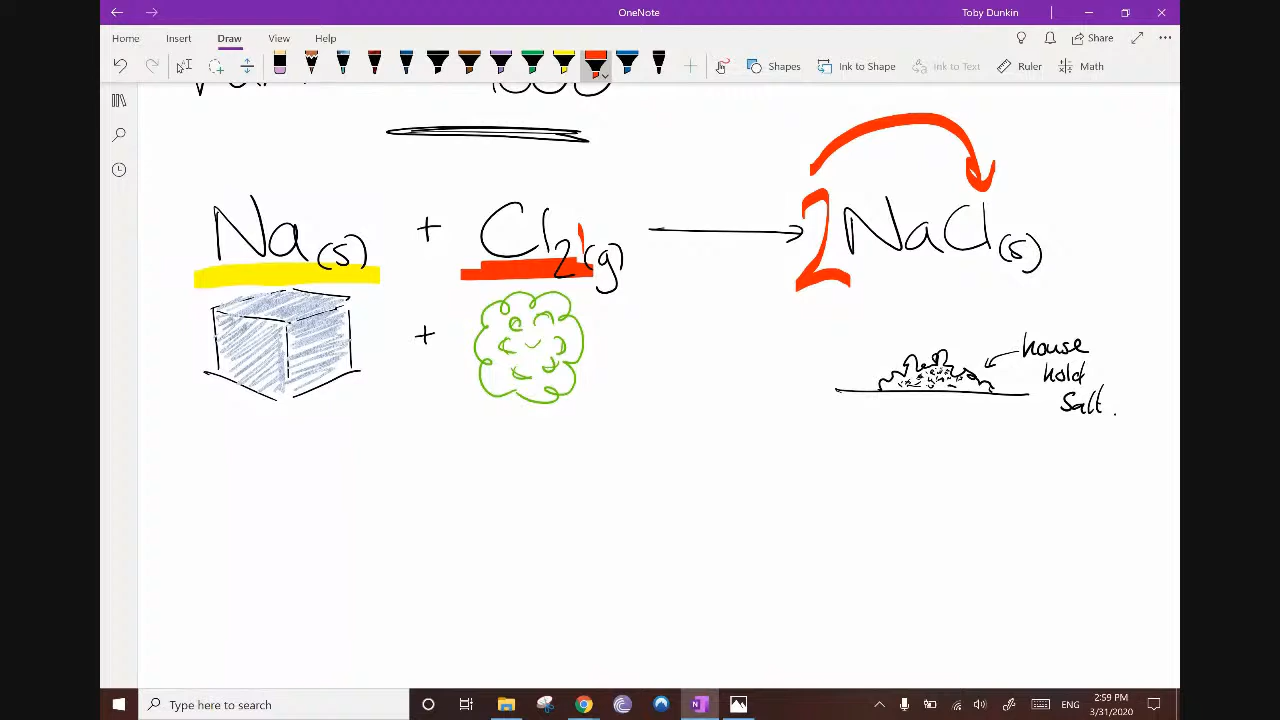 OneNote
Toby Dunkin
Home Insert Draw View Help
Share
Shapes Ink to Shape Ink to Text Ruler Math
Na(s) + Cl2(g) → 2NaCl(s)
+
house
hold
Salt.
Type here to search
ENG
2:59 PM
3/31/2020